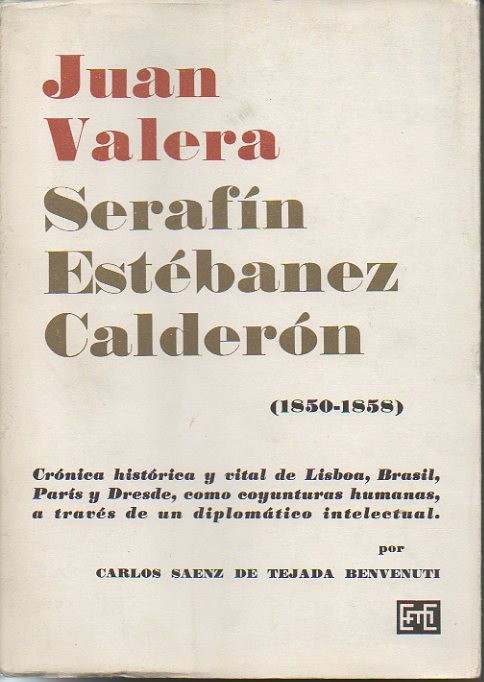 Juan
Valera
Serafín
Estébanez
Calderón
(1850-1858)
Crónica histórica y vital de Lisboa, Brasil,
París y Dresde, como coyunturas humanas,
a través de un diplomático intelectual.
por
CARLOS SAENZ DE TEJADA BENVENUTI